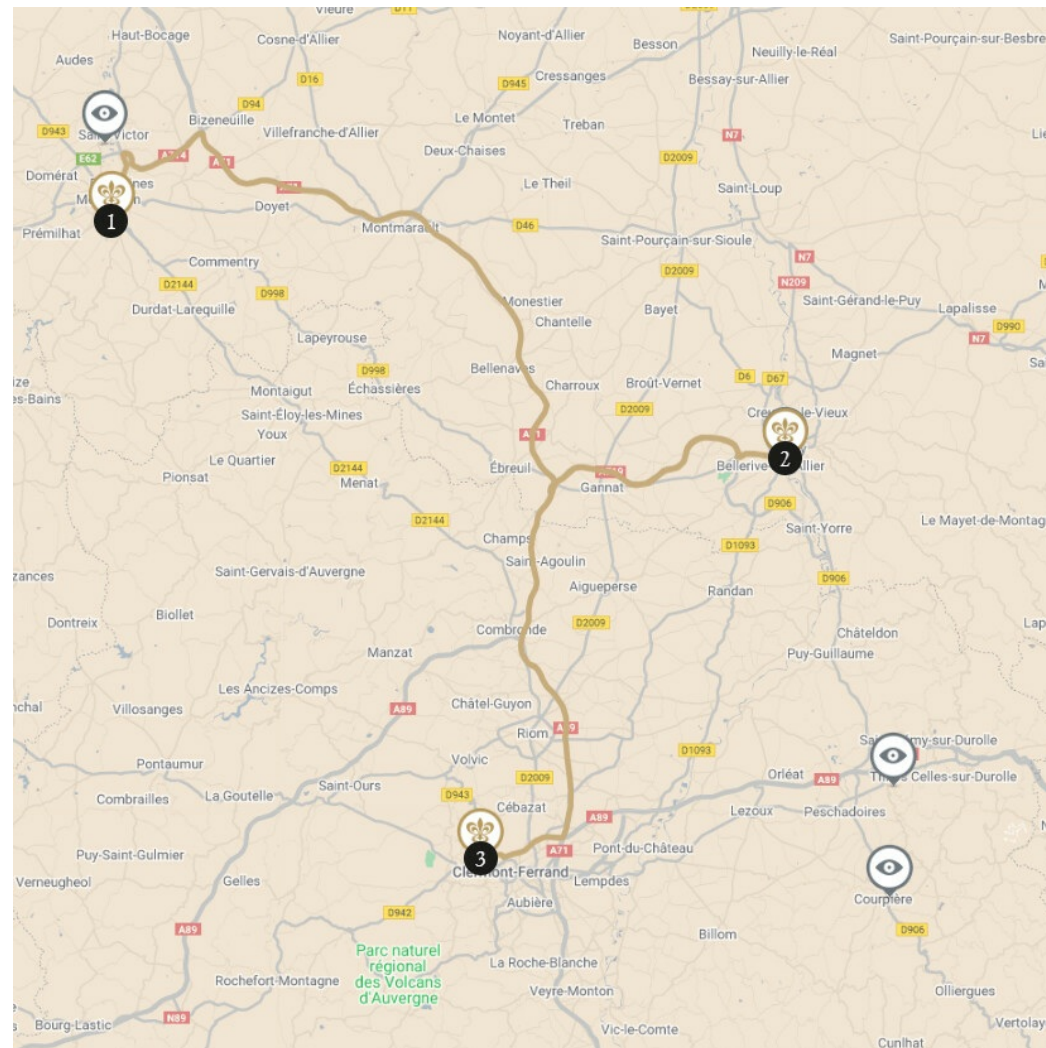 Vieure
D11
Haut-Bocage
Cosne-d'Allier
Noyant-d'Allier
Besson
Neuilly-le-Réal
Saint-Pourçain-sur-Besbre
Audes
D16
D945
Cressanges
Bessay-sur-Allier
D94
Bizeneuille
Villefranche-d'Allier
Le Montet
Treban
D943
N7
Deux-Chaises
D2009
E62
A71
Domérat
Le Theil
Saint-Loup
Doyet
1
Prémilhat
Montmarault
D46
Saint-Pourçain-sur-Sioule
N7
Commentry
D2009
D2144
D998
N209
Monestier
Saint-Gérand-le-Puy
Lapalisse
Durdat-Larequille
Chantelle
Bayet
D990
Lapeyrouse
N7
Magnet
Bellenaves
D998
Échassières
Charroux
Broût-Vernet
D6
D67
Montaigut
D2009
Saint-Éloy-les-Mines
Youx
Le Quartier
Ébreuil
2
Pionsat
D2144
Menat
Gannat
D906
D2144
Saint-Yorre
Le Mayet-de-Montag
Champs
D1093
Saint-Agoulin
Saint-Gervais-d'Auvergne
D906
Aigueperse
Randan
Biollet
Dontreix
D2009
Combronde
Châteldon
Manzat
Puy-Guillaume
Les Ancizes-Comps
Châtel-Guyon
Villosanges
A89
Riom
D1093
Volvic
Pontaumur
D2009
Orléat
A89
Celles-sur-Durolle
Saint-Ours
La Goutelle
D943
Combrailles
Cébazat
Lezoux
Peschadoires
A89
Puy-Saint-Gulmier
3
A71
Pont-du-Château
Clermont-Ferrand
Lempdes
Verneugheol
Gelles
Courpière
Aubière
D942
A89
D906
Billom
Parc naturel
régional
des Volcans
d'Auvergne
La Roche-Blanche
Rochefort-Montagne
Veyre-Monton
Olliergues
N89
Bourg-Lastic
Vic-le-Comte
Vertolay
Cunlhat